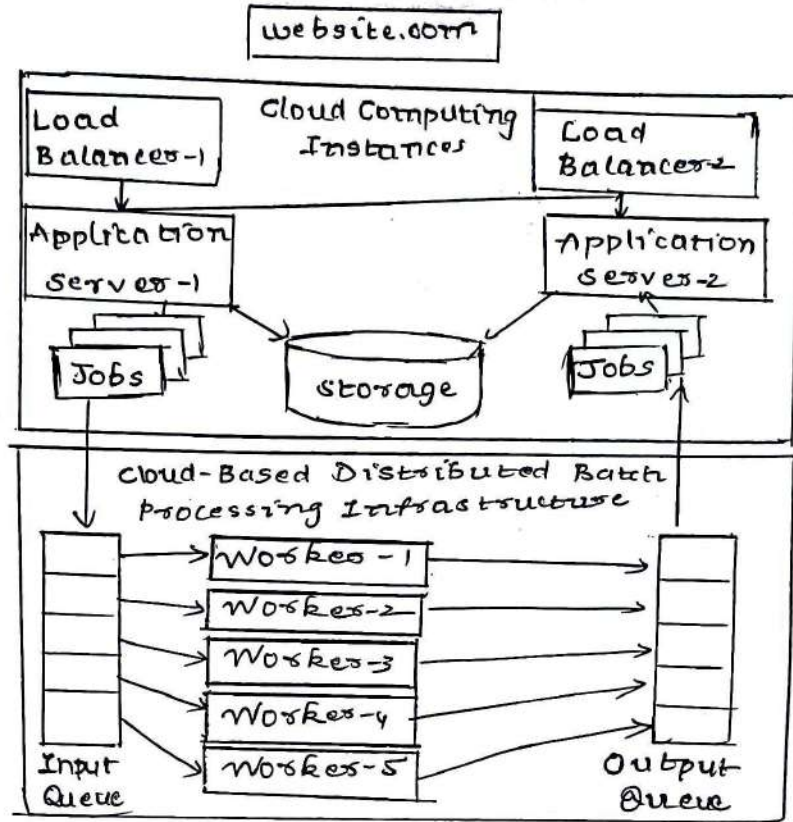 website.com
Load
Balancer-1
Cloud Computing
Instances
Load
Balancer-2
Application
Server-1
Application
Server-2
Jobs
Storage
Jobs
Cloud-Based Distributed Batch
Processing Infrastructure
Worker-1
Worker-2
Worker-3
Worker-4
Worker-5
Input
Queue
Output
Queue